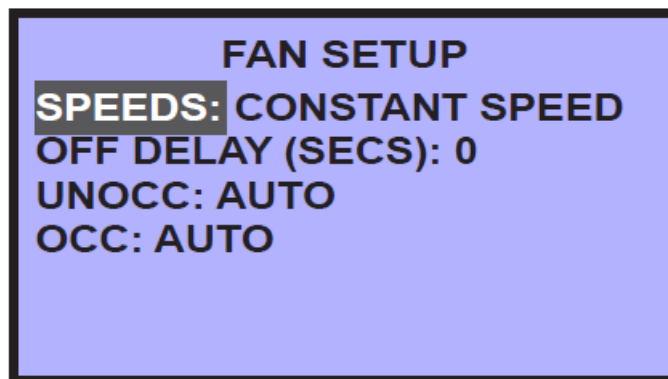 FAN SETUP
SPEEDS: CONSTANT SPEED
OFF DELAY (SECS): 0
UNOCC: AUTO
OCC: AUTO